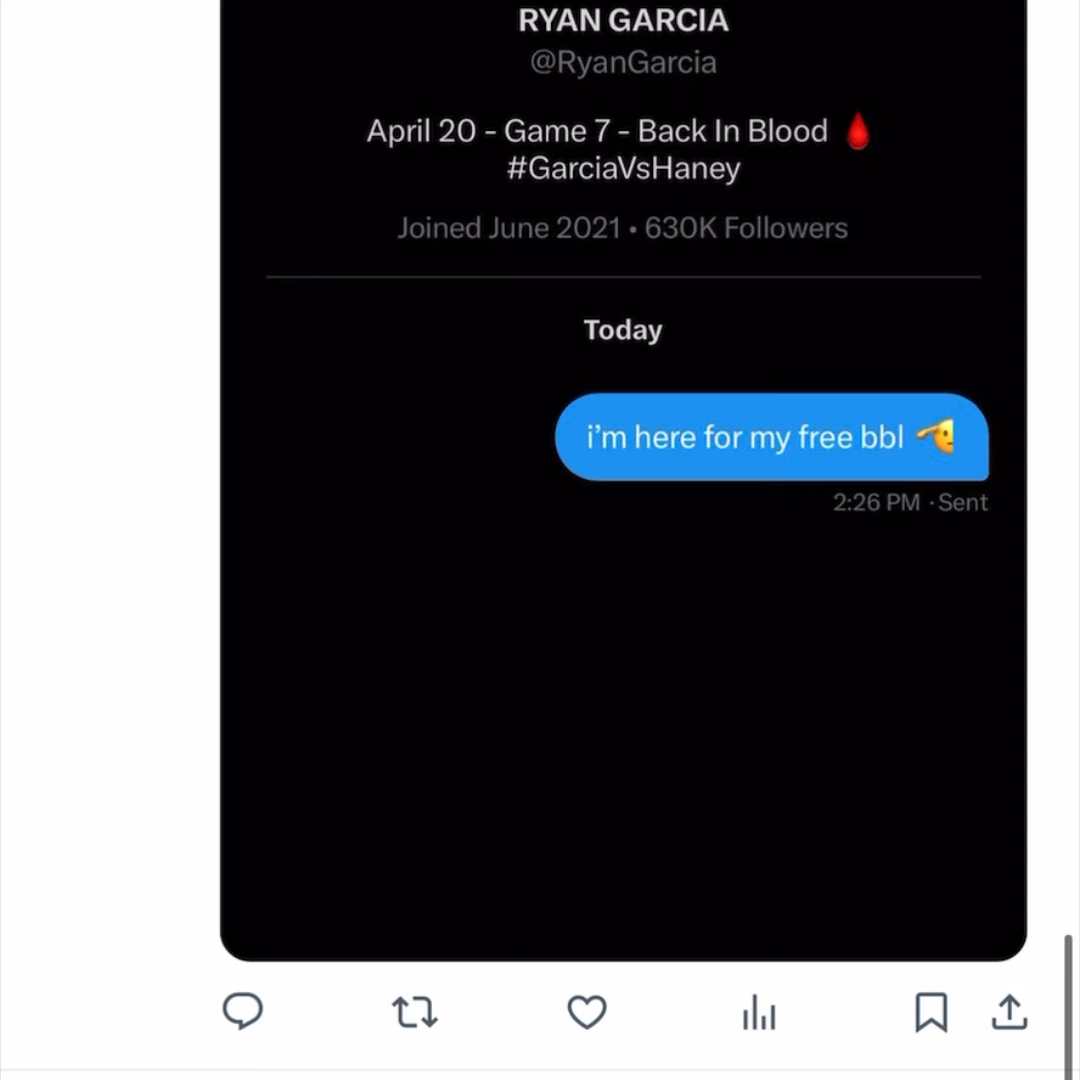 RYAN GARCIA
@RyanGarcia
April 20 - Game 7 - Back In Blood 🩸
#GarciaVsHaney
Joined June 2021 • 630K Followers
Today
i’m here for my free bbl 🫡
2:26 PM · Sent